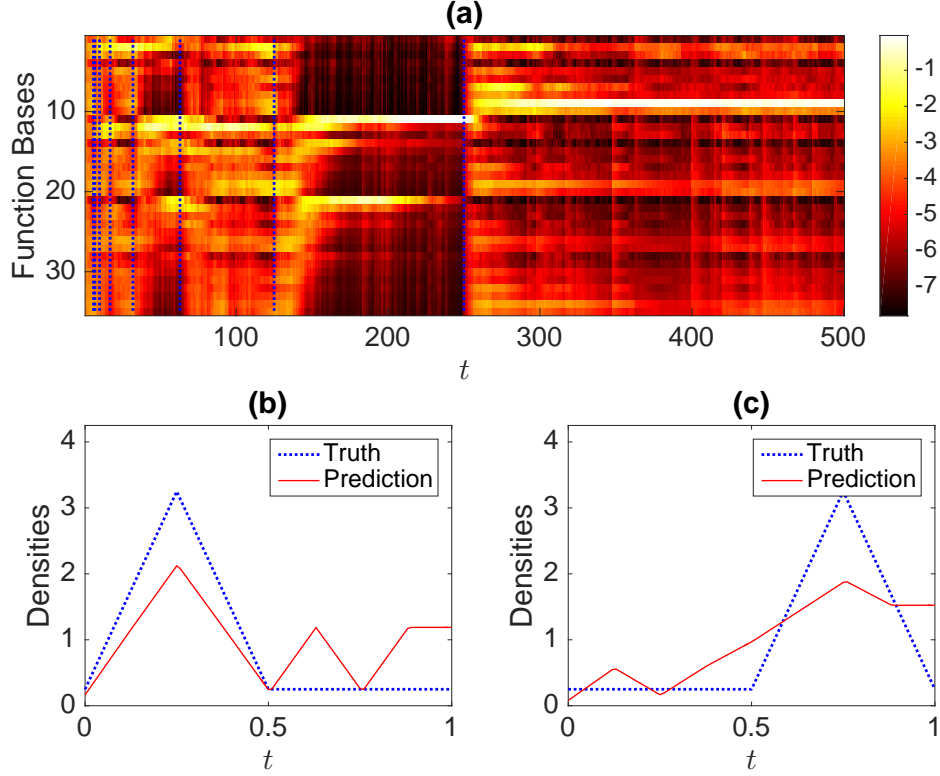 (a)
Function Bases
10
20
30
100
200
300
400
500
t
-1
-2
-3
-4
-5
-6
-7
(b)
Densities
4
3
2
1
0
0
0.5
1
t
Truth
Prediction
(c)
Densities
4
3
2
1
0
0
0.5
1
t
Truth
Prediction